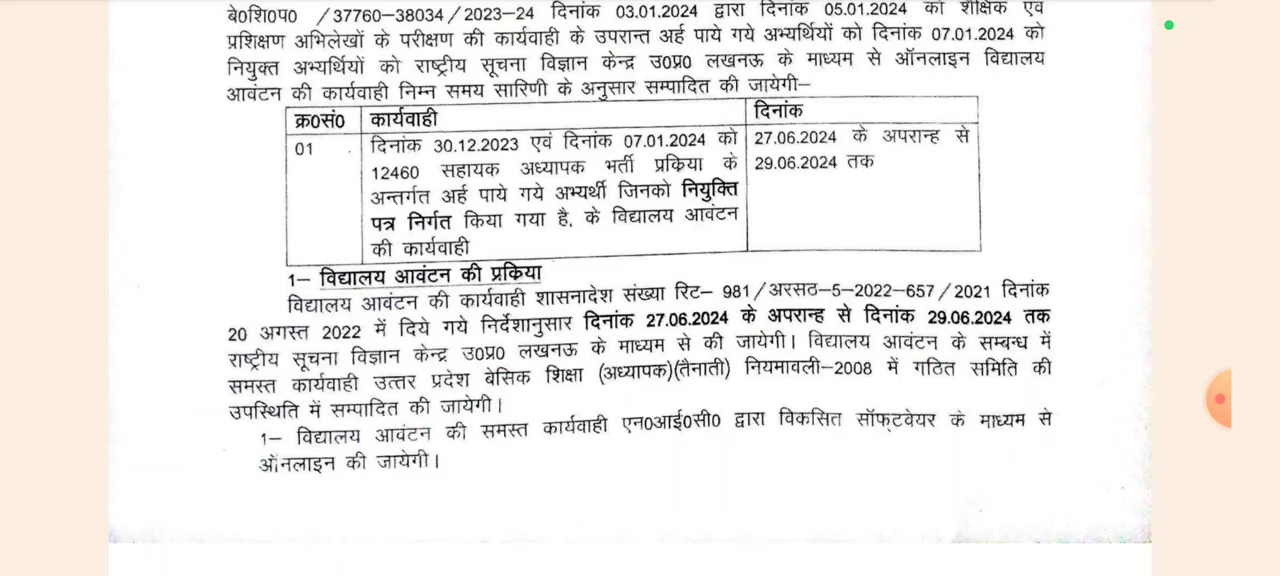 बे0शि0प0 /37760–38034/2023–24 दिनांक 03.01.2024 द्वारा दिनांक 05.01.2024 को शैक्षिक एवं
प्रशिक्षण अभिलेखों के परीक्षण की कार्यवाही के उपरान्त अर्ह पाये गये अभ्यर्थियों को दिनांक 07.01.2024 को
नियुक्त अभ्यर्थियों को राष्ट्रीय सूचना विज्ञान केन्द्र उ0प्र0 लखनऊ के माध्यम से ऑनलाइन विद्यालय
आवंटन की कार्यवाही निम्न समय सारिणी के अनुसार सम्पादित की जायेगी–
क्र0सं0 कार्यवाही दिनांक
01 दिनांक 30.12.2023 एवं दिनांक 07.01.2024 को 27.06.2024 के अपरान्ह से
12460 सहायक अध्यापक भर्ती प्रक्रिया के 29.06.2024 तक
अन्तर्गत अर्ह पाये गये अभ्यर्थी जिनको नियुक्ति
पत्र निर्गत किया गया है, के विद्यालय आवंटन
की कार्यवाही
1– विद्यालय आवंटन की प्रकिया
विद्यालय आवंटन की कार्यवाही शासनादेश संख्या रिट– 981/अरसठ–5–2022–657/2021 दिनांक
20 अगस्त 2022 में दिये गये निर्देशानुसार दिनांक 27.06.2024 के अपरान्ह से दिनांक 29.06.2024 तक
राष्ट्रीय सूचना विज्ञान केन्द्र उ0प्र0 लखनऊ के माध्यम से की जायेगी। विद्यालय आवंटन के सम्बन्ध में
समस्त कार्यवाही उत्तर प्रदेश बेसिक शिक्षा (अध्यापक)(तैनाती) नियमावली–2008 में गठित समिति की
उपस्थिति में सम्पादित की जायेगी।
1– विद्यालय आवंटन की समस्त कार्यवाही एन0आई0सी0 द्वारा विकसित सॉफ्टवेयर के माध्यम से
ऑनलाइन की जायेगी।